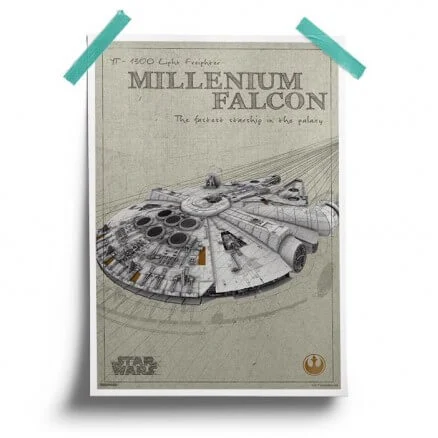 YT - 1300 Light Freighter
MILLENIUM
FALCON
The fastest starship in the galaxy
STAR
WARS